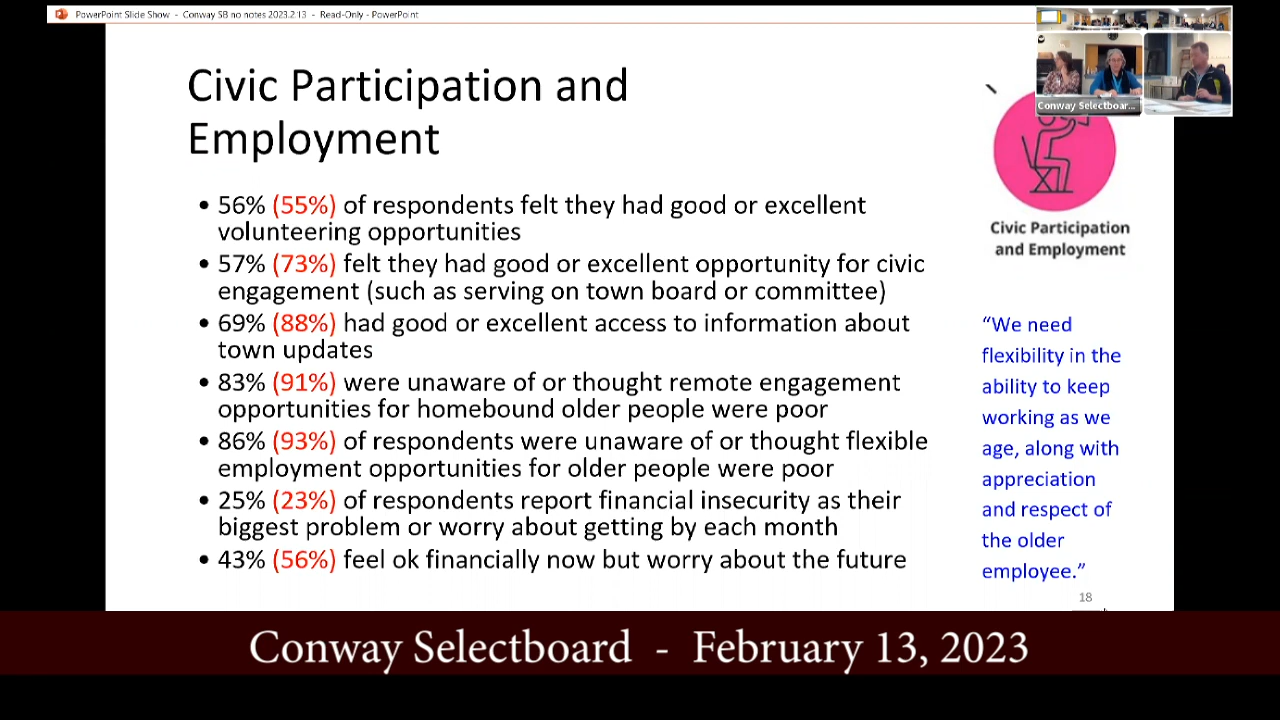 PowerPoint Slide Show - Conway SB no notes 2023.2.13 - Read-Only - PowerPoint
Conway Selectboar...
Civic Participation and
Employment
• 56% (55%) of respondents felt they had good or excellent
volunteering opportunities
• 57% (73%) felt they had good or excellent opportunity for civic
engagement (such as serving on town board or committee)
• 69% (88%) had good or excellent access to information about
town updates
• 83% (91%) were unaware of or thought remote engagement
opportunities for homebound older people were poor
• 86% (93%) of respondents were unaware of or thought flexible
employment opportunities for older people were poor
• 25% (23%) of respondents report financial insecurity as their
biggest problem or worry about getting by each month
• 43% (56%) feel ok financially now but worry about the future
Civic Participation
and Employment
“We need
flexibility in the
ability to keep
working as we
age, along with
appreciation
and respect of
the older
employee.”
18
Conway Selectboard - February 13, 2023